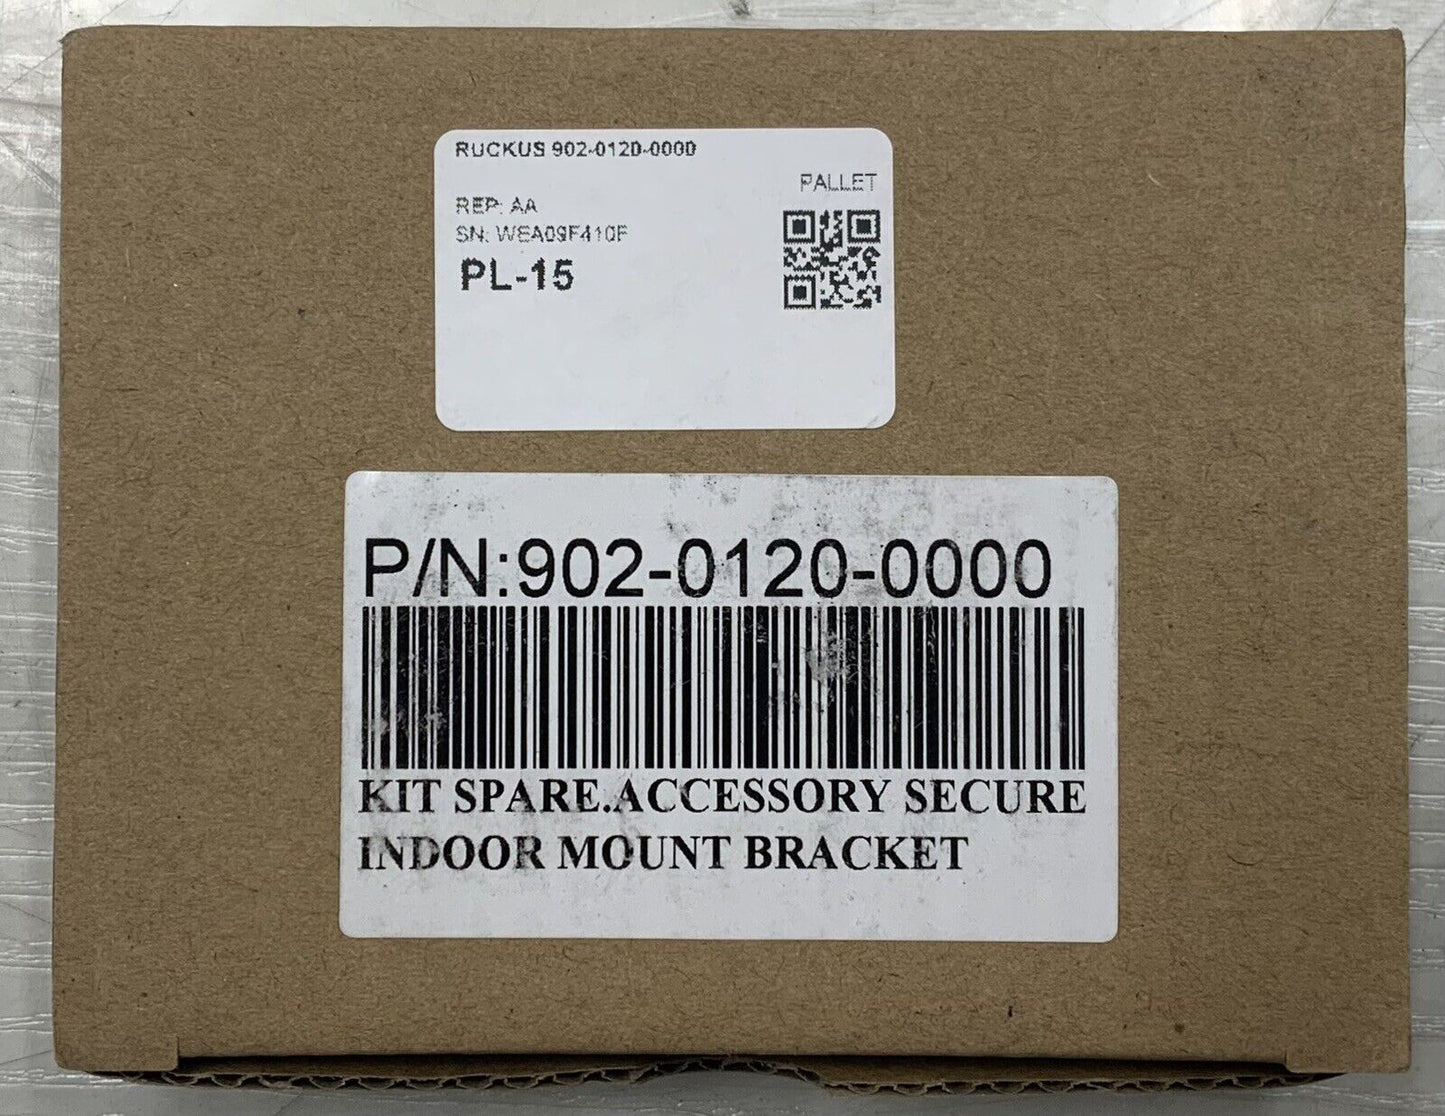 RUCKUS 902-0120-0000
PALLET
REP: AA
SN: WEA09F410F
PL-15
P/N:902-0120-0000
KIT SPARE.ACCESSORY SECURE
INDOOR MOUNT BRACKET